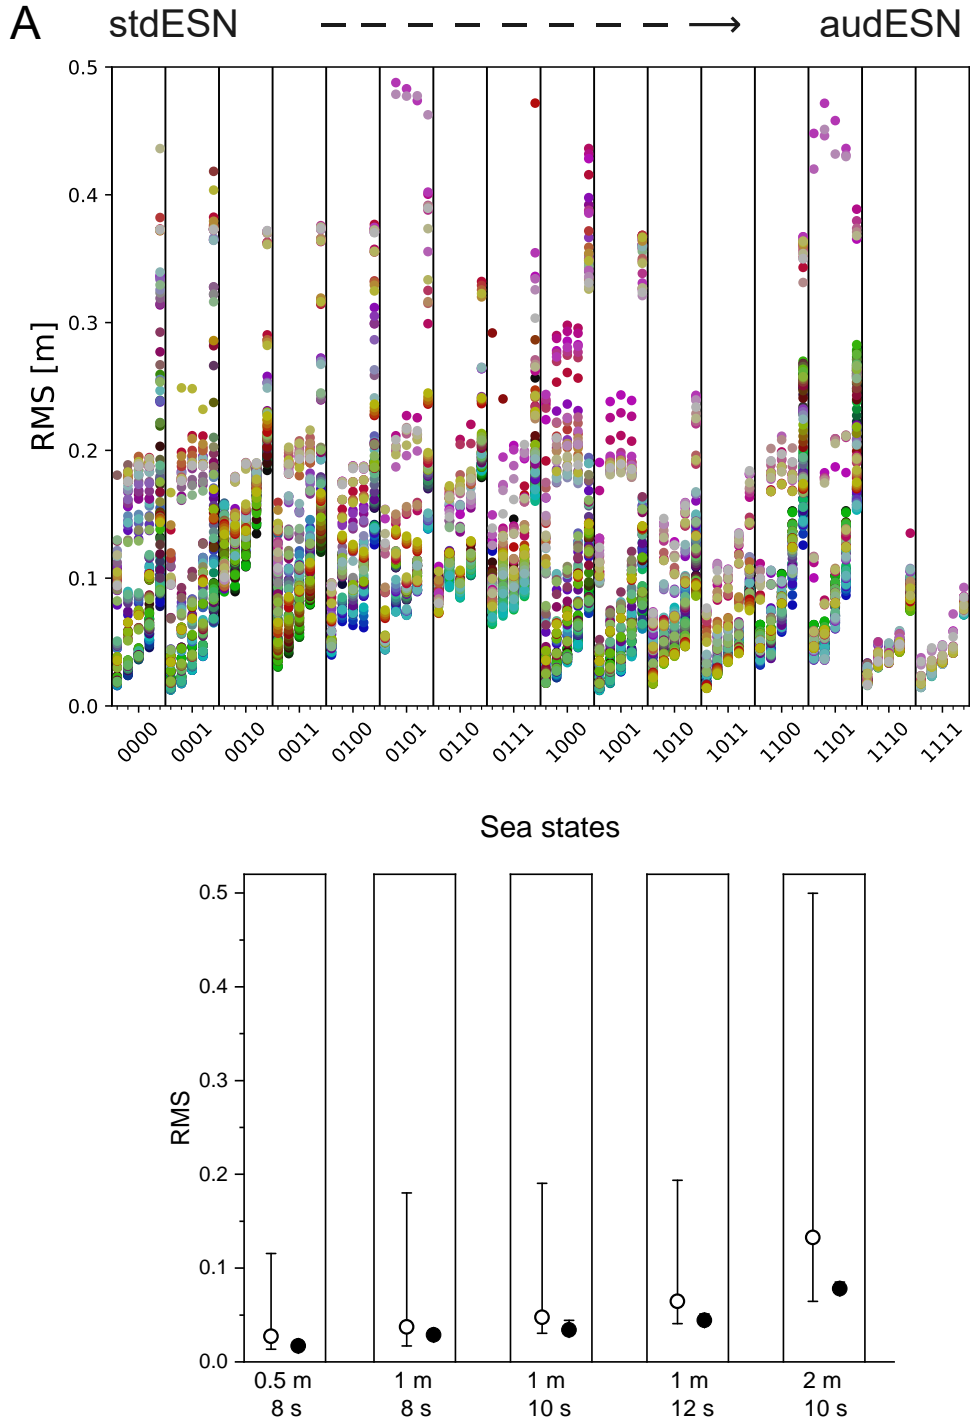 A
stdESN
audESN
RMS [m]
0.5
0.4
0.3
0.2
0.1
0.0
0000 0001 0010 0011 0100 0101 0110 0111 1000 1001 1010 1011 1100 1101 1110 1111
Sea states
RMS
0.5
0.4
0.3
0.2
0.1
0.0
0.5 m 1 m 1 m 1 m 2 m
8 s 8 s 10 s 12 s 10 s